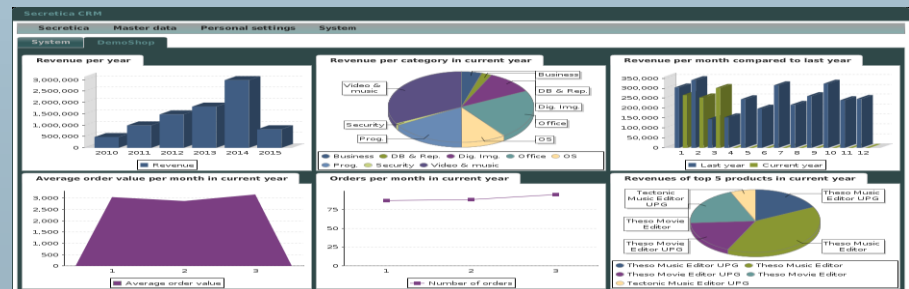 Secretica CRM
Secretica Master data Personal settings System
System DemoShop
Revenue per year
3,000,000
2,500,000
2,000,000
1,500,000
1,000,000
500,000
0
2010 2011 2012 2013 2014 2015
Revenue
Revenue per category in current year
Business
DB & Rep.
Dig. Img.
Office
OS
Prog.
Security
Video & music
Business DB & Rep. Dig. Img. Office OS
Prog. Security Video & music
Revenue per month compared to last year
350,000
300,000
250,000
200,000
150,000
100,000
50,000
0
1 2 3 4 5 6 7 8 9 10 11 12
Last year Current year
Average order value per month in current year
3,000
2,500
2,000
1,500
1,000
500
0
1 2 3
Average order value
Orders per month in current year
75
50
25
0
1 2 3
Number of orders
Revenues of top 5 products in current year
Tectonic
Music Editor
UPG
Theso Movie
Editor
Theso Movie
Editor UPG
Theso Music
Editor UPG
Theso Music
Editor
Theso Music Editor UPG Theso Music Editor
Theso Movie Editor UPG Theso Movie Editor
Tectonic Music Editor UPG